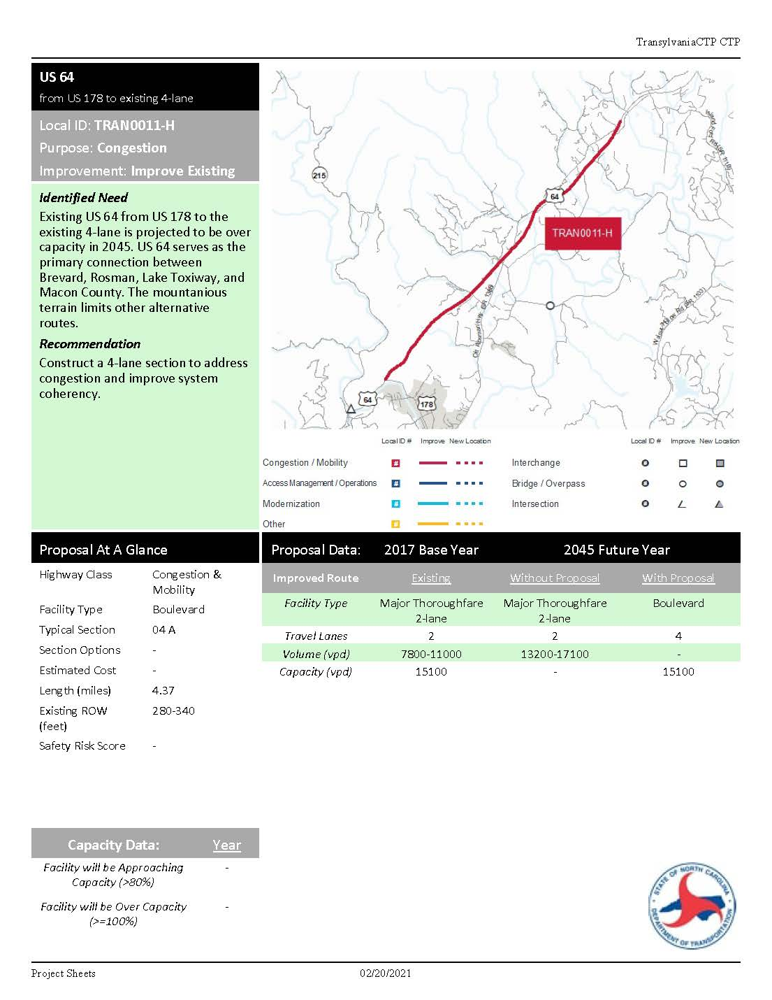 TransylvaniaCTP CTP
US 64
from US 178 to existing 4-lane
Local ID: TRAN0011-H
Purpose: Congestion
Improvement: Improve Existing
Identified Need
Existing US 64 from US 178 to the
existing 4-lane is projected to be over
capacity in 2045. US 64 serves as the
primary connection between
Brevard, Rosman, Lake Toxiway, and
Macon County. The mountanious
terrain limits other alternative
routes.
Recommendation
Construct a 4-lane section to address
congestion and improve system
coherency.
215
64
TRAN0011-H
Island Ford Rd (SR 1110)
(SR 1103)
64
178
Local ID # Improve New Location Local ID # Improve New Location
Congestion / Mobility # Interchange #
Access Management / Operations # Bridge / Overpass #
Modernization # Intersection #
Other #
Proposal At A Glance
Highway Class Congestion &
Mobility
Facility Type Boulevard
Typical Section 04 A
Section Options -
Estimated Cost -
Length (miles) 4.37
Existing ROW 280-340
(feet)
Safety Risk Score -
Proposal Data: 2017 Base Year 2045 Future Year
Improved Route Existing Without Proposal With Proposal
Facility Type Major Thoroughfare Major Thoroughfare Boulevard
2-lane 2-lane
Travel Lanes 2 2 4
Volume (vpd) 7800-11000 13200-17100 -
Capacity (vpd) 15100 - 15100
Capacity Data: Year
Facility will be Approaching -
Capacity (>80%)
Facility will be Over Capacity -
(>=100%)
STATE OF NORTH CAROLINA
DEPARTMENT OF TRANSPORTATION
Project Sheets 02/20/2021